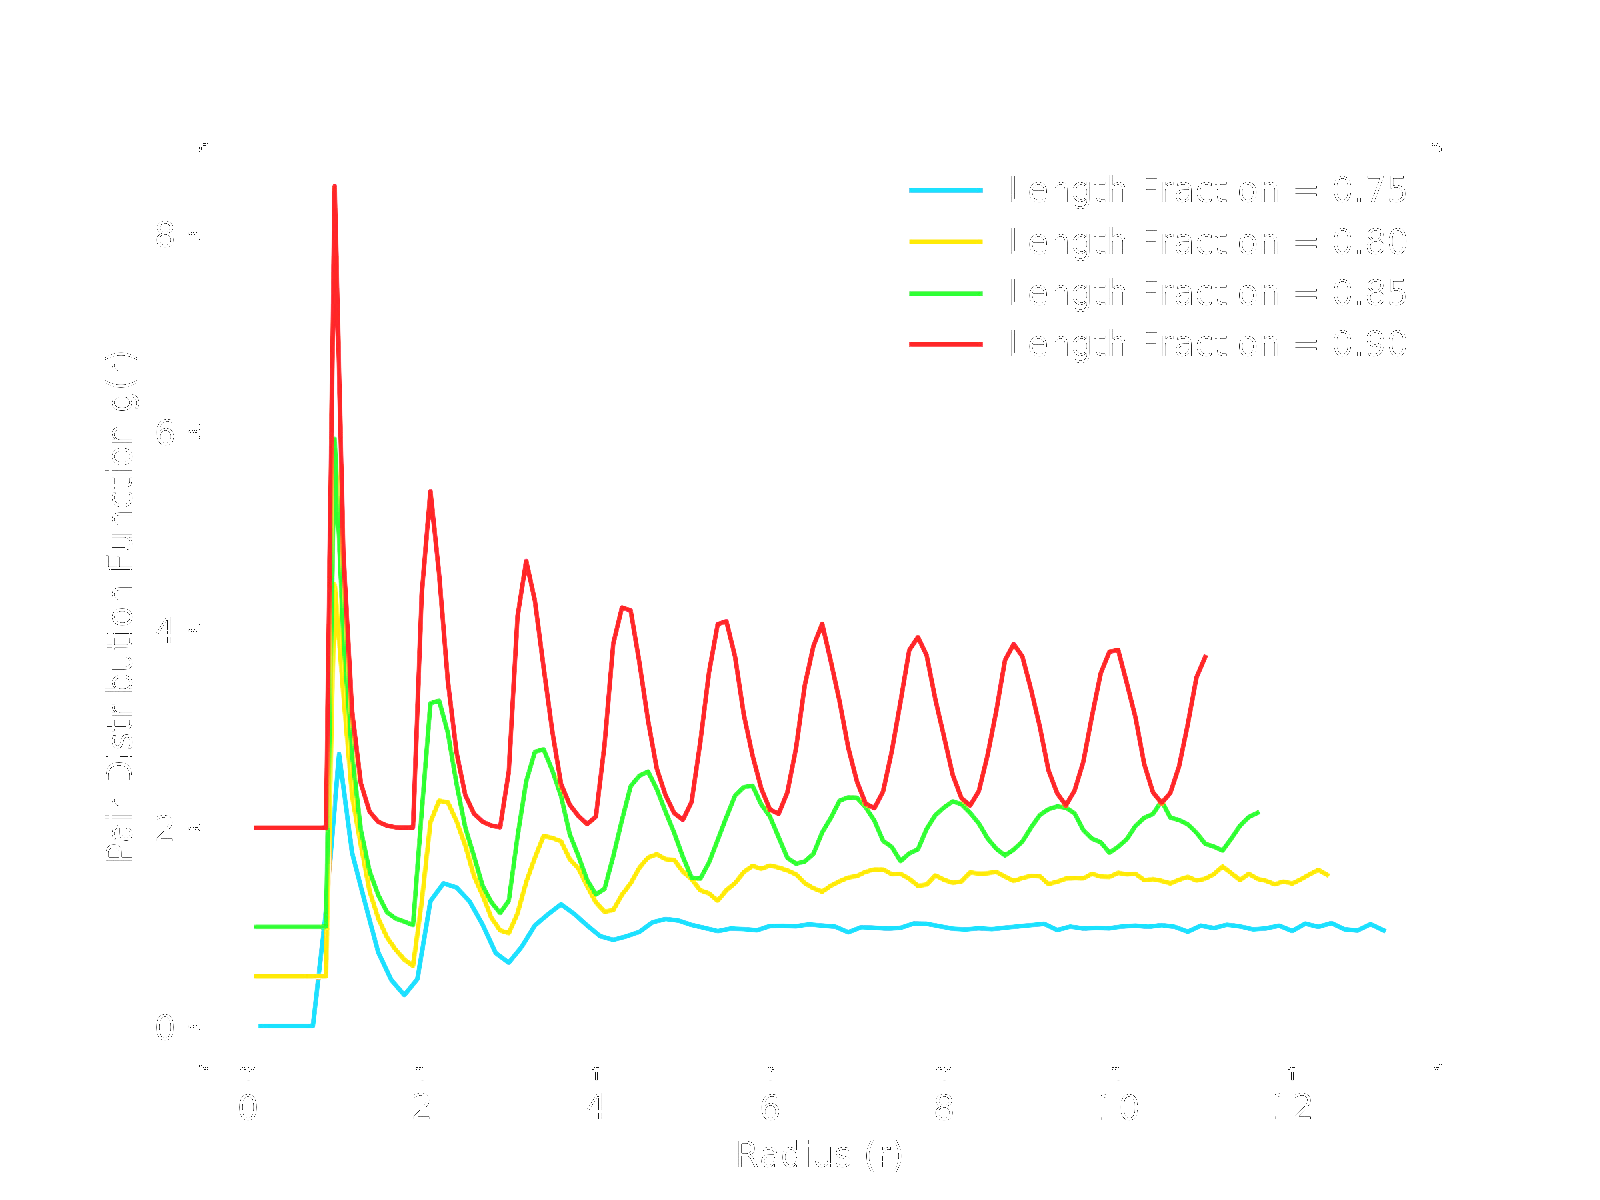 Length Fraction = 0.75
Length Fraction = 0.80
Length Fraction = 0.85
Length Fraction = 0.90
Pair Distribution Function g(r)
8
6
4
2
0
0 2 4 6 8 10 12
Radius (r)